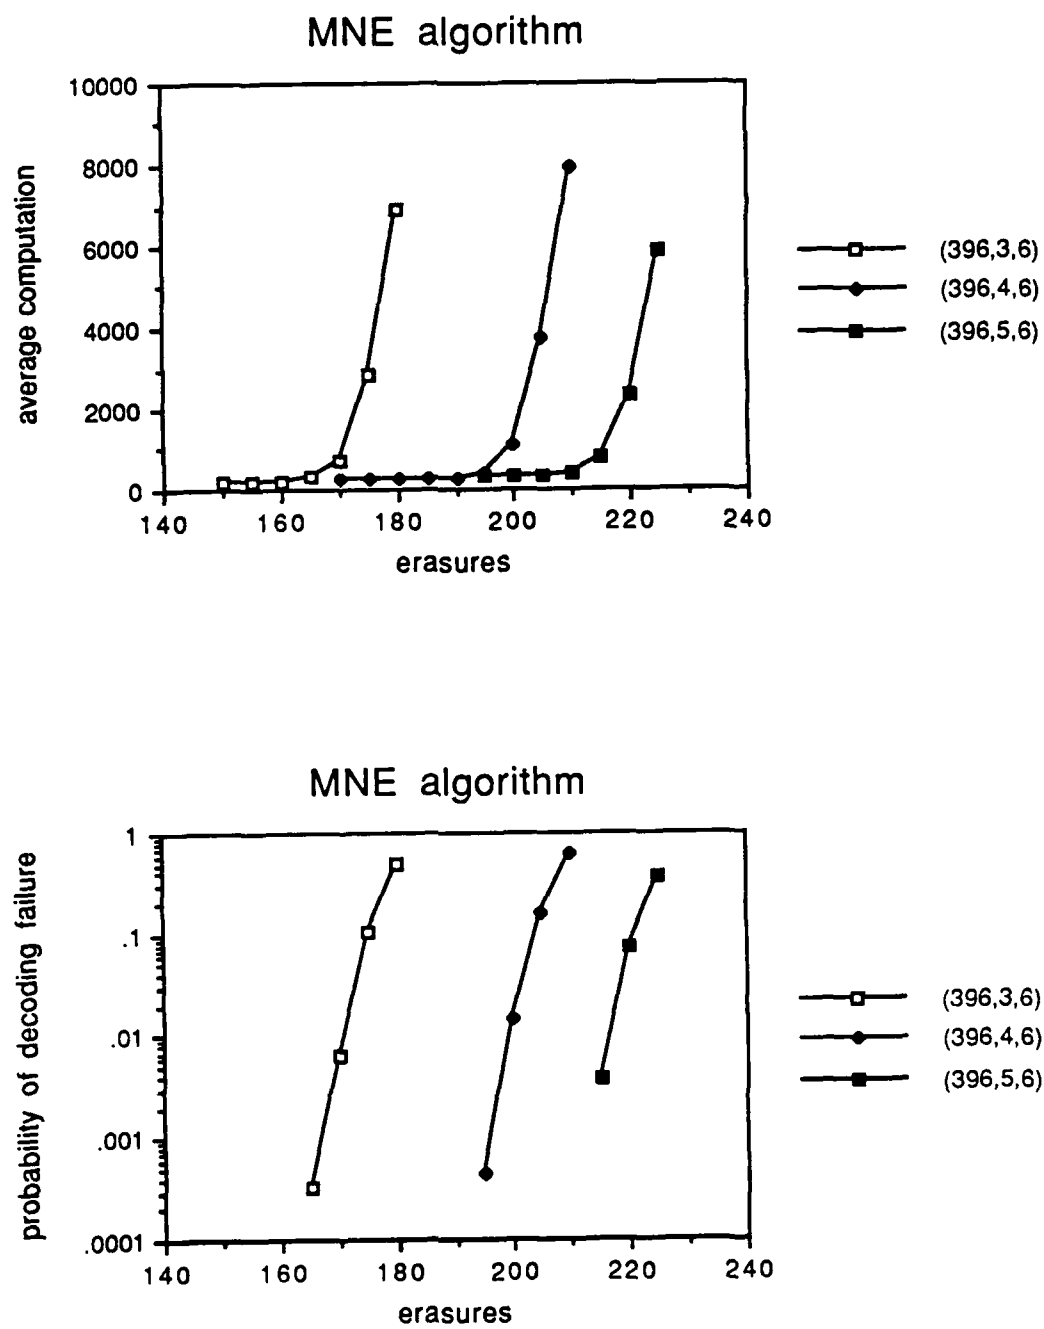 MNE algorithm
10000
8000
6000
4000
2000
0
average computation
140 160 180 200 220 240
erasures
(396,3,6)
(396,4,6)
(396,5,6)
MNE algorithm
1
.1
.01
.001
.0001
probability of decoding failure
140 160 180 200 220 240
erasures
(396,3,6)
(396,4,6)
(396,5,6)